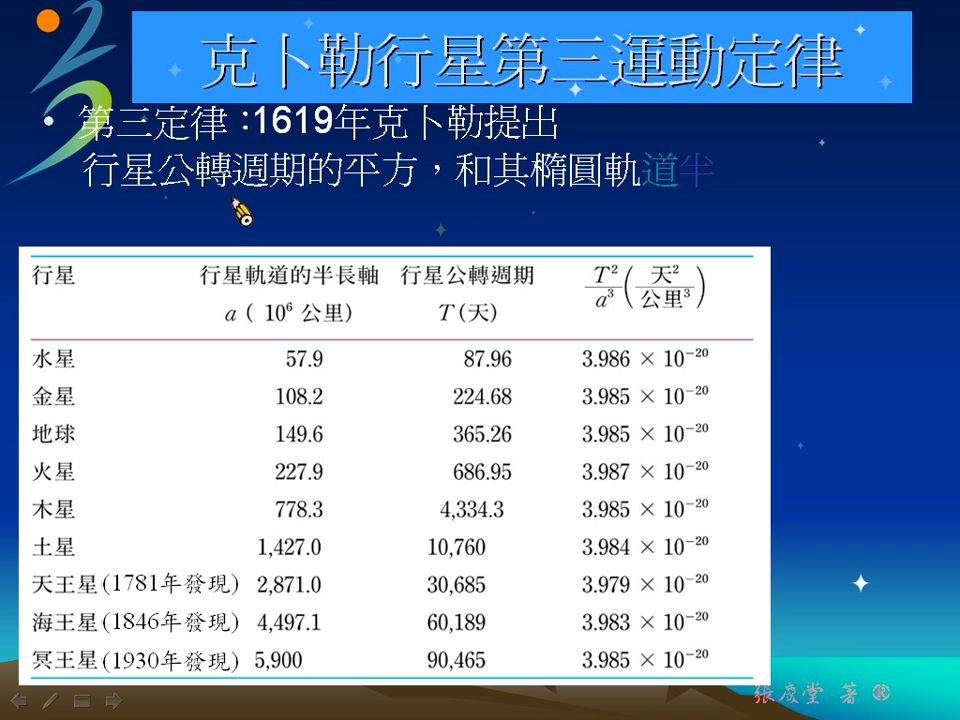 克卜勒行星第三運動定律
• 第三定律：1619年克卜勒提出
行星公轉週期的平方，和其橢圓軌道半
行星 行星軌道的半長軸 a ( 10⁶ 公里) 行星公轉週期 T (天) T²/a³ (天²/公里³)
水星 57.9 87.96 3.986 × 10⁻²⁰
金星 108.2 224.68 3.985 × 10⁻²⁰
地球 149.6 365.26 3.985 × 10⁻²⁰
火星 227.9 686.95 3.987 × 10⁻²⁰
木星 778.3 4,334.3 3.985 × 10⁻²⁰
土星 1,427.0 10,760 3.984 × 10⁻²⁰
天王星(1781年發現) 2,871.0 30,685 3.979 × 10⁻²⁰
海王星(1846年發現) 4,497.1 60,189 3.983 × 10⁻²⁰
冥王星(1930年發現) 5,900 90,465 3.985 × 10⁻²⁰
張慶堂 著 ®